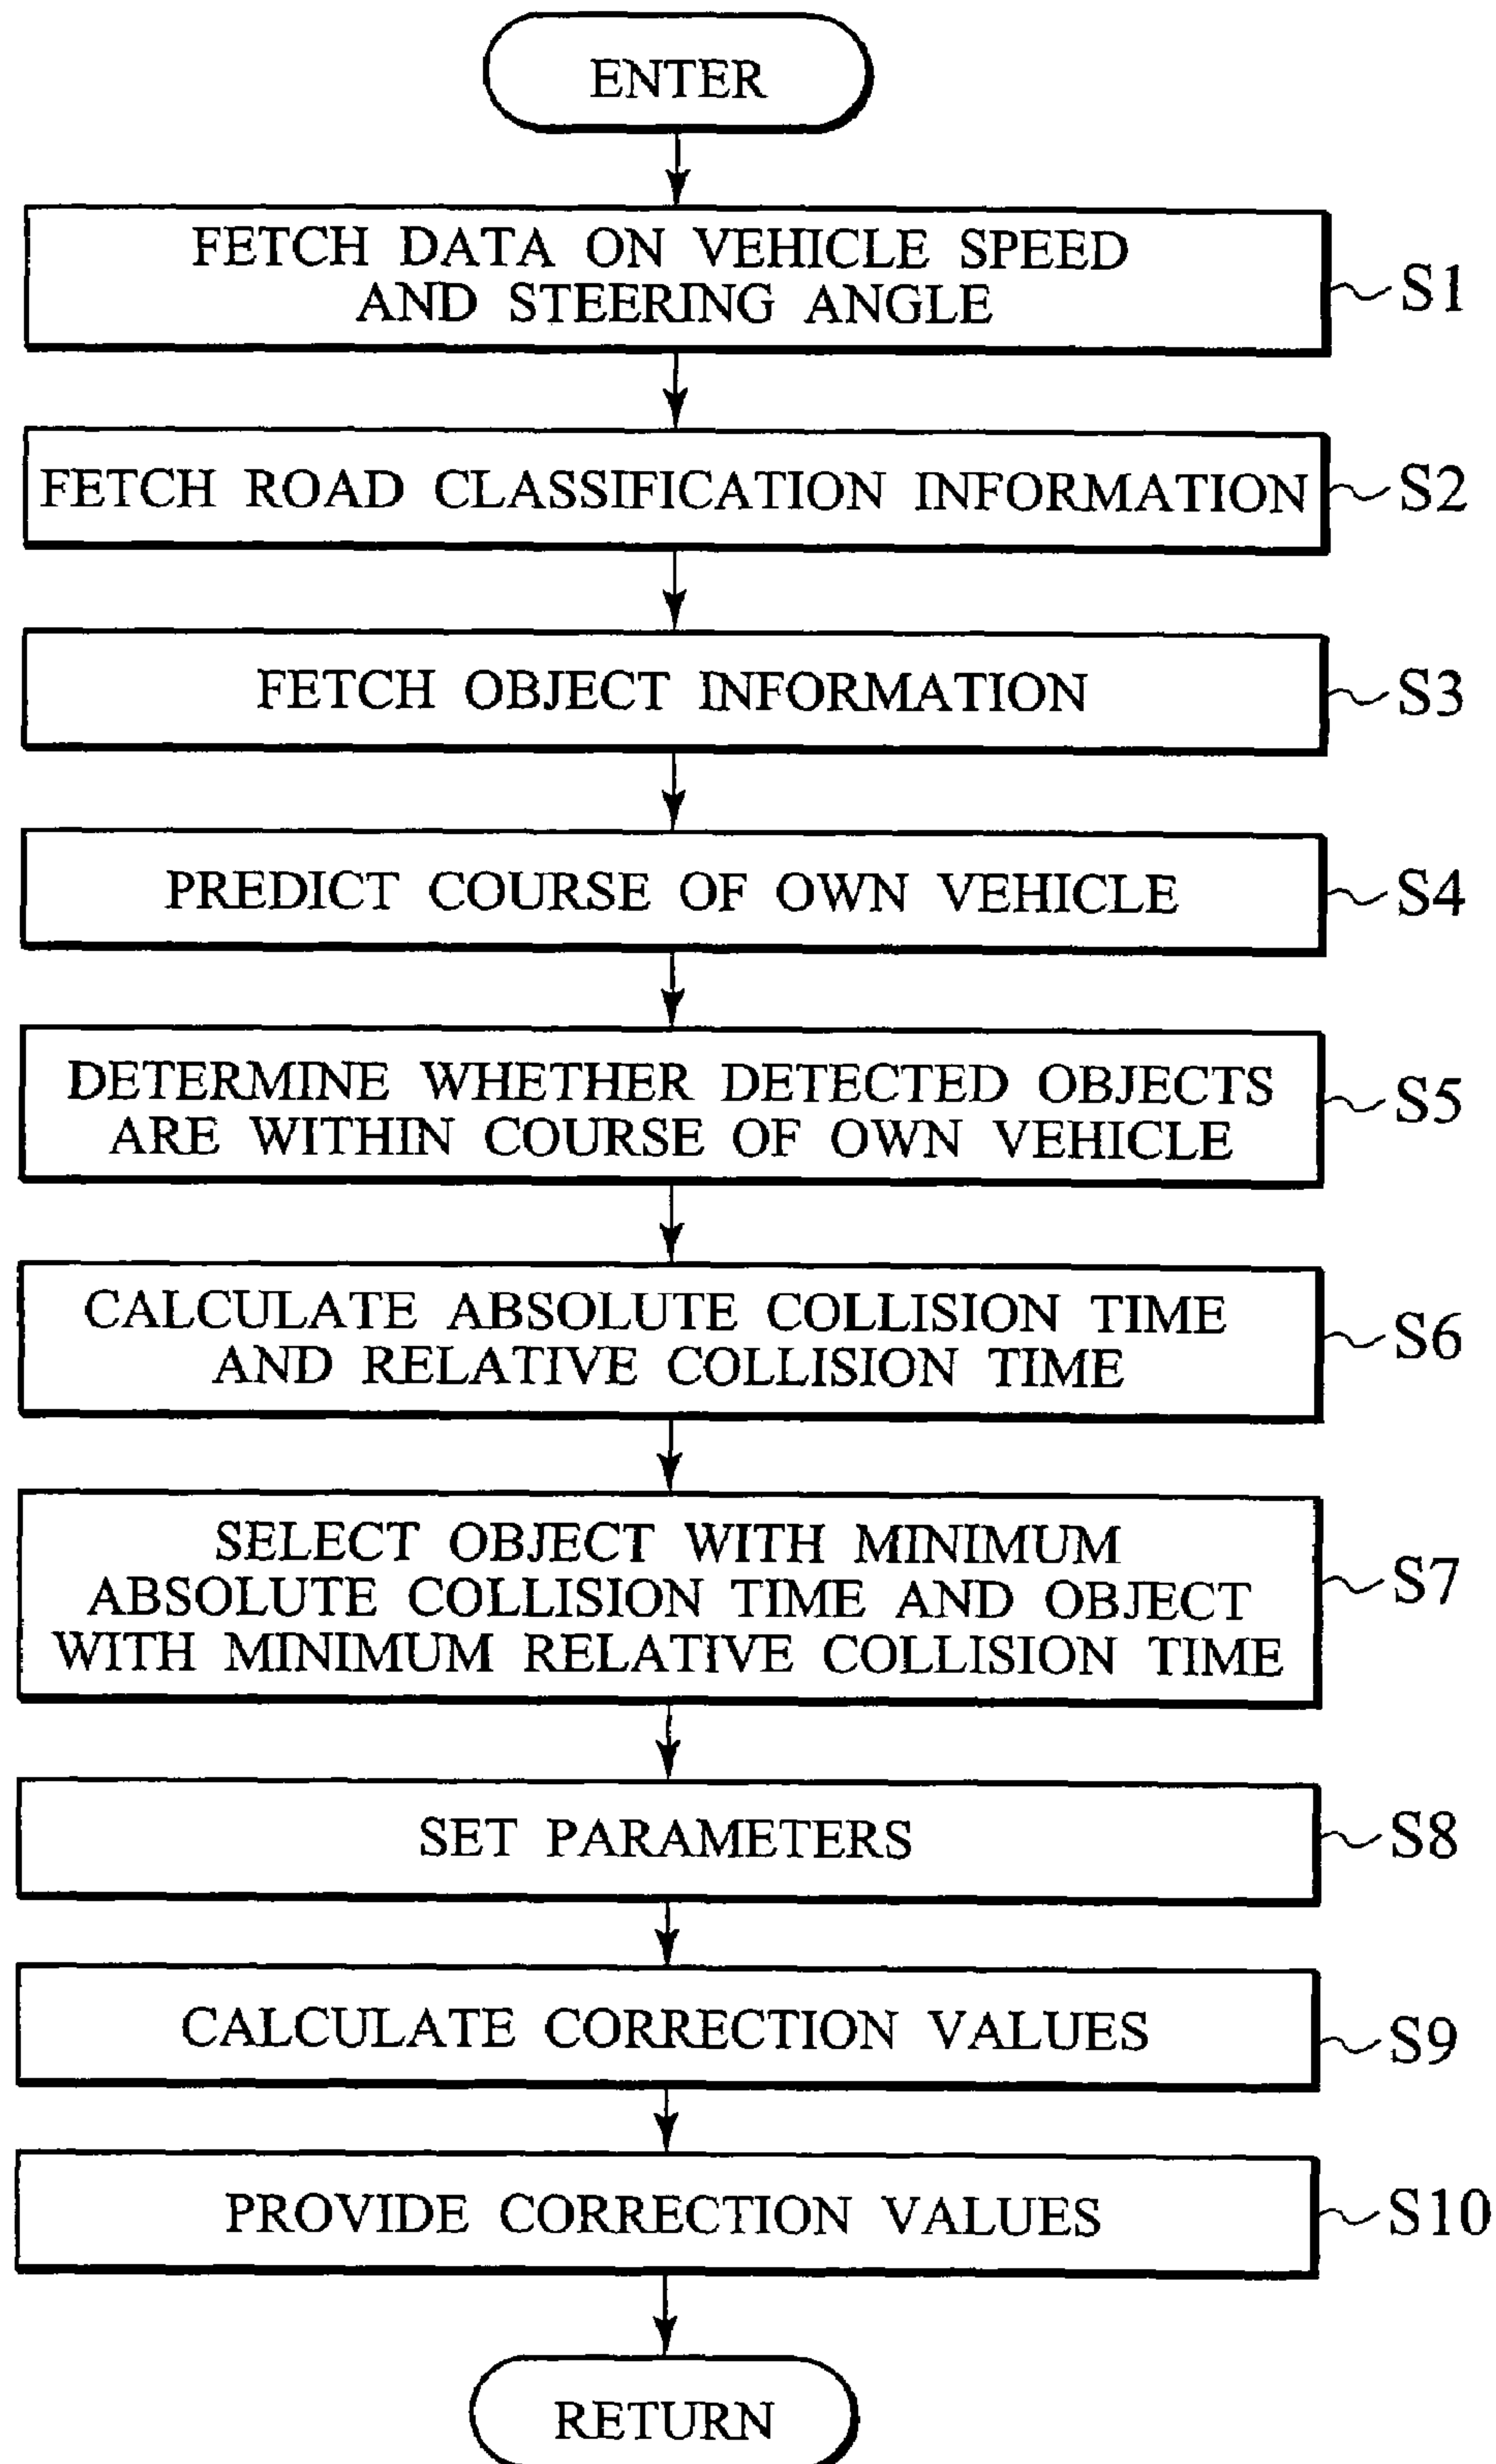 ENTER
FETCH DATA ON VEHICLE SPEED
AND STEERING ANGLE
S1
FETCH ROAD CLASSIFICATION INFORMATION
S2
FETCH OBJECT INFORMATION
S3
PREDICT COURSE OF OWN VEHICLE
S4
DETERMINE WHETHER DETECTED OBJECTS
ARE WITHIN COURSE OF OWN VEHICLE
S5
CALCULATE ABSOLUTE COLLISION TIME
AND RELATIVE COLLISION TIME
S6
SELECT OBJECT WITH MINIMUM
ABSOLUTE COLLISION TIME AND OBJECT
WITH MINIMUM RELATIVE COLLISION TIME
S7
SET PARAMETERS
S8
CALCULATE CORRECTION VALUES
S9
PROVIDE CORRECTION VALUES
S10
RETURN